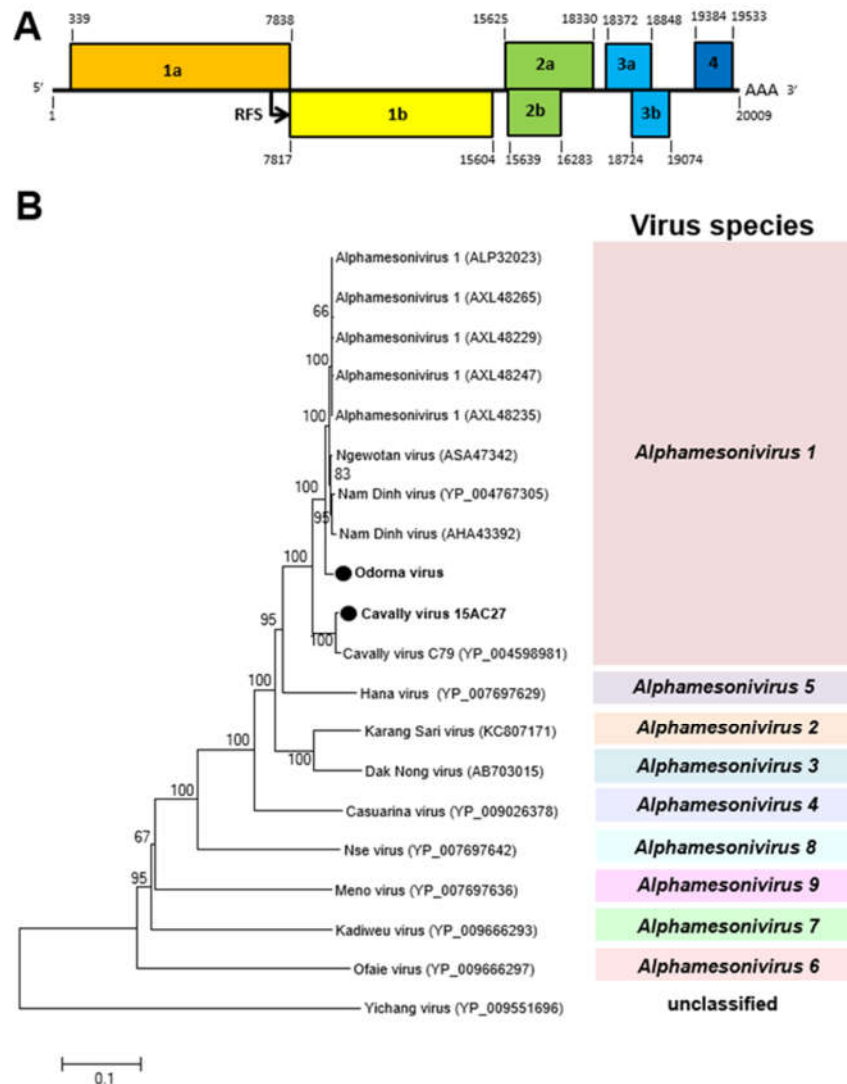 A
339 7838 15625 18330 18372 18848 19384 19533
1a 2a 3a 4
5' AAA 3'
1 RFS 1b 2b 3b 20009
7817 15604 15639 16283 18724 19074
B
Virus species
Alphamesonivirus 1 (ALP32023)
66
Alphamesonivirus 1 (AXL48265)
Alphamesonivirus 1 (AXL48229)
100
Alphamesonivirus 1 (AXL48247)
100
Alphamesonivirus 1 (AXL48235)
Alphamesonivirus 1
Ngewotan virus (ASA47342)
83
100
Nam Dinh virus (YP_004767305)
95
Nam Dinh virus (AHA43392)
100
Odorna virus
95
Cavally virus 15AC27
100
Cavally virus C79 (YP_004598981)
100
Hana virus (YP_007697629) Alphamesonivirus 5
Karang Sari virus (KC807171) Alphamesonivirus 2
100
100
Dak Nong virus (AB703015) Alphamesonivirus 3
100
Casuarina virus (YP_009026378) Alphamesonivirus 4
67
Nse virus (YP_007697642) Alphamesonivirus 8
95
Meno virus (YP_007697636) Alphamesonivirus 9
Kadiweu virus (YP_009666293) Alphamesonivirus 7
Ofaie virus (YP_009666297) Alphamesonivirus 6
Yichang virus (YP_009551696) unclassified
0.1